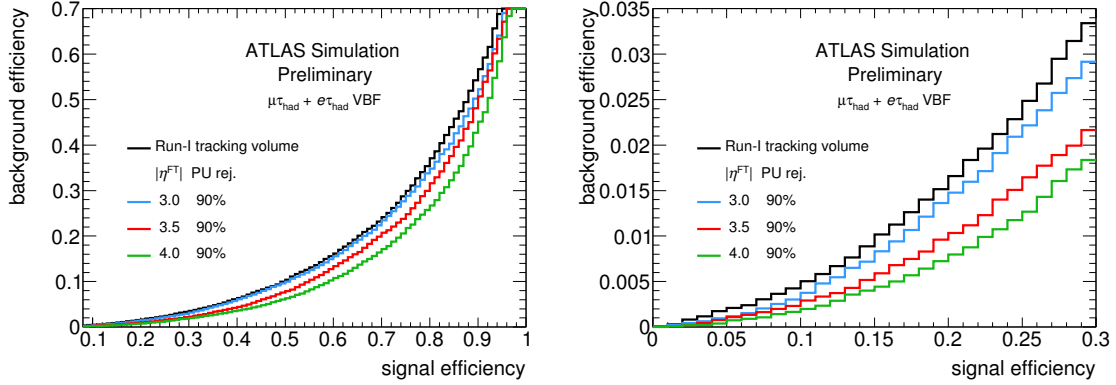 background efficiency
0.7
0.6
0.5
0.4
0.3
0.2
0.1
0
ATLAS Simulation
Preliminary
μτhad + eτhad VBF
Run-I tracking volume
|ηFT| PU rej.
3.0 90%
3.5 90%
4.0 90%
0.1 0.2 0.3 0.4 0.5 0.6 0.7 0.8 0.9 1
signal efficiency
background efficiency
0.035
0.03
0.025
0.02
0.015
0.01
0.005
0
ATLAS Simulation
Preliminary
μτhad + eτhad VBF
Run-I tracking volume
|ηFT| PU rej.
3.0 90%
3.5 90%
4.0 90%
0 0.05 0.1 0.15 0.2 0.25 0.3
signal efficiency